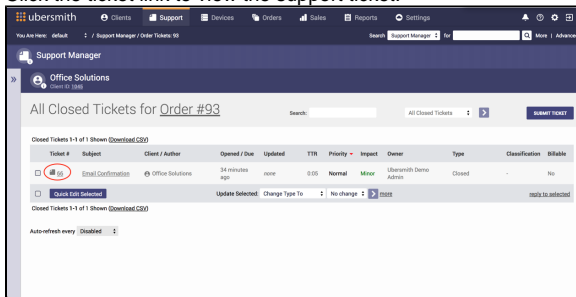 Click the ticket link to view the support ticket.
ubersmith Clients Support Devices Orders Sales Reports Settings
You Are Here: default / Support Manager / Order Tickets: 93 Search Support Manager for More | Advance
Support Manager
Office Solutions
Client ID: 1946
All Closed Tickets for Order #93 Search: All Closed Tickets SUBMIT TICKET
Closed Tickets 1-1 of 1 Shown (Download CSV)
Ticket # Subject Client / Author Opened / Due Updated TTR Priority Impact Owner Type Classification Billable
66 Email Confirmation Office Solutions 34 minutes ago none 0:05 Normal Minor Ubersmith Demo Admin Closed - No
Quick Edit Selected Update Selected: Change Type To No change more reply to selected
Closed Tickets 1-1 of 1 Shown (Download CSV)
Auto-refresh every Disabled